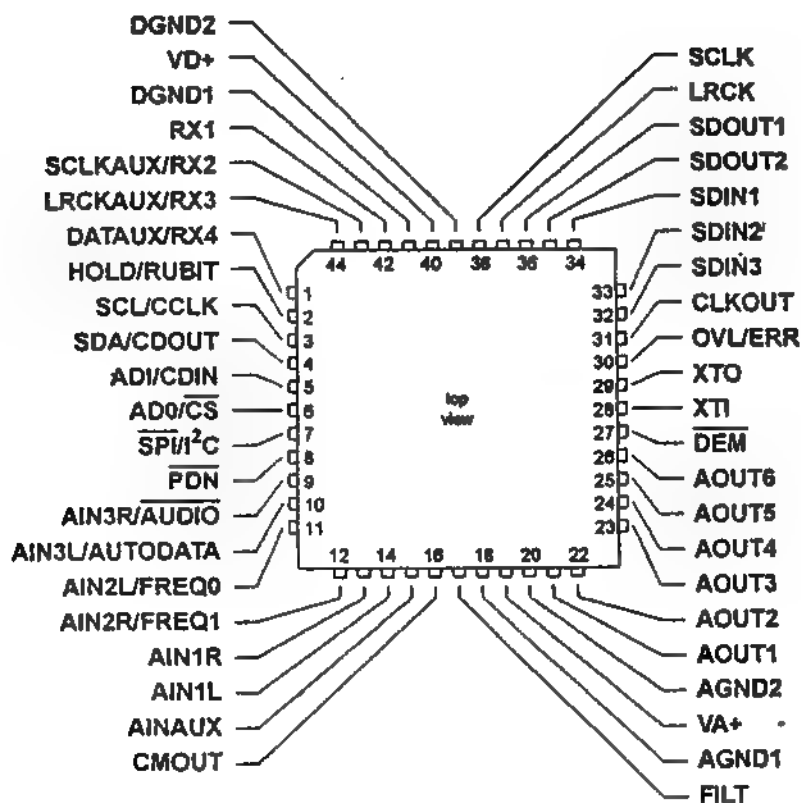 DGND2
VD+
DGND1
RX1
SCLKAUX/RX2
LRCKAUX/RX3
DATAUX/RX4
HOLD/RUBIT
SCL/CCLK
SDA/CDOUT
ADI/CDIN
AD0/CS
SPI/I²C
PDN
AIN3R/AUDIO
AIN3L/AUTODATA
AIN2L/FREQ0
AIN2R/FREQ1
AIN1R
AIN1L
AINAUX
CMOUT
44 42 40 38 36 34
1
2
3
4
5
6
7
8
9
10
11
top
view
12 14 16 18 20 22
33
32
31
30
29
28
27
26
25
24
23
SCLK
LRCK
SDOUT1
SDOUT2
SDIN1
SDIN2
SDIN3
CLKOUT
OVL/ERR
XTO
XTI
DEM
AOUT6
AOUT5
AOUT4
AOUT3
AOUT2
AOUT1
AGND2
VA+
AGND1
FILT